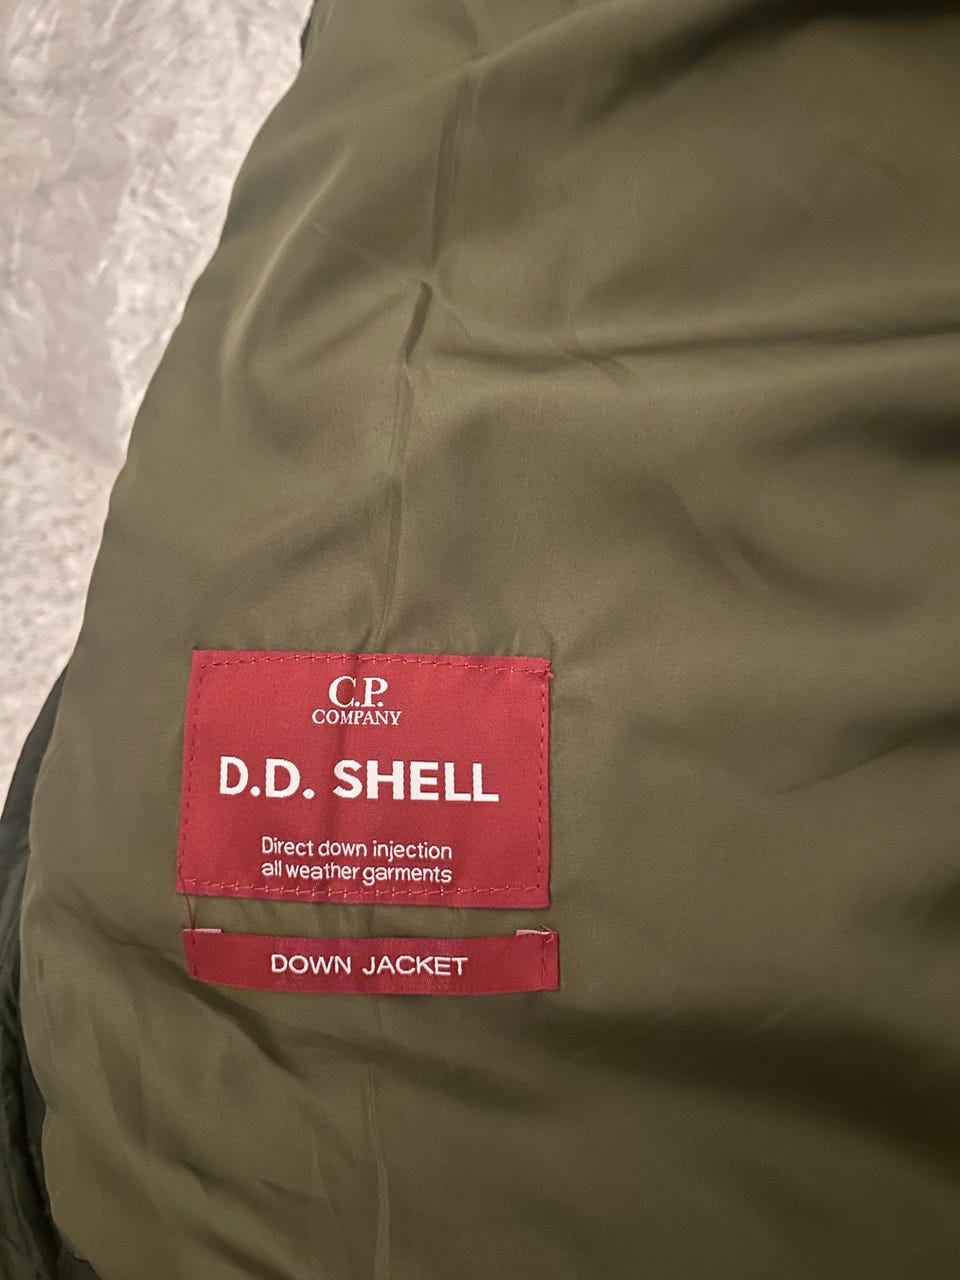 C.P.
COMPANY
D.D. SHELL
Direct down injection
all weather garments
DOWN JACKET